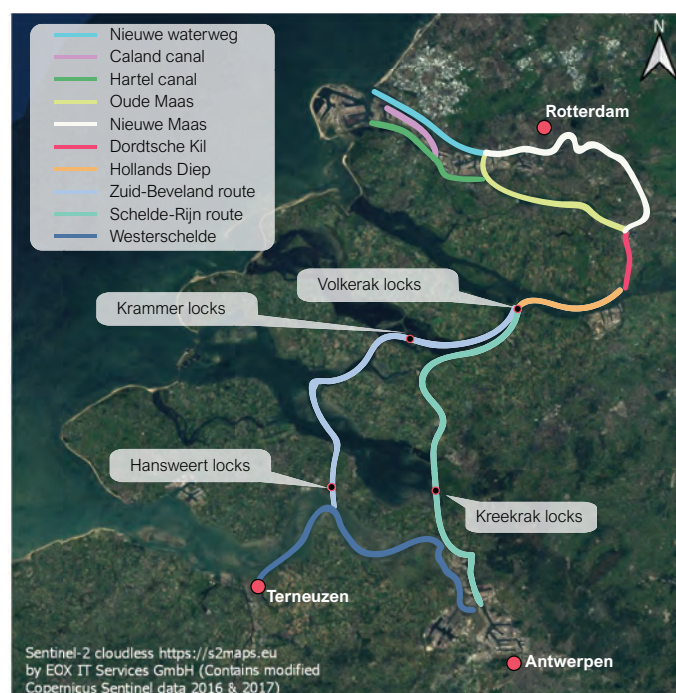 Nieuwe waterweg
Caland canal
Hartel canal
Oude Maas
Nieuwe Maas
Dordtsche Kil
Hollands Diep
Zuid-Beveland route
Schelde-Rijn route
Westerschelde
N
Rotterdam
Volkerak locks
Krammer locks
Hansweert locks
Kreekrak locks
Terneuzen
Antwerpen
Sentinel-2 cloudless https://s2maps.eu
by EOX IT Services GmbH (Contains modified
Copernicus Sentinel data 2016 & 2017)